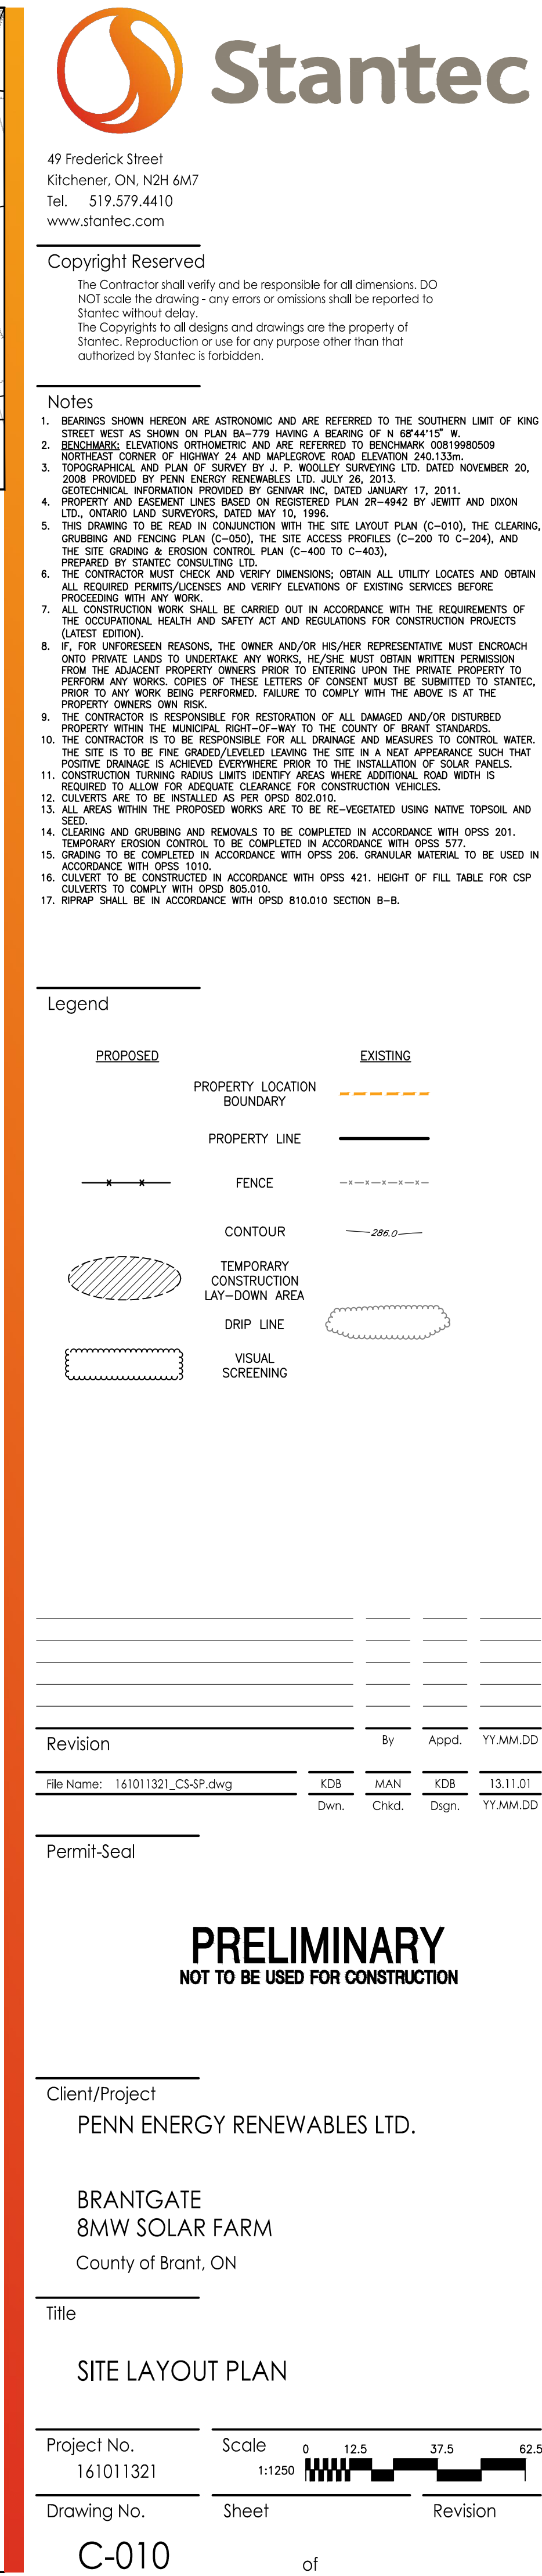 Stantec
49 Frederick Street
Kitchener, ON, N2H 6M7
Tel. 519.579.4410
www.stantec.com
Copyright Reserved
The Contractor shall verify and be responsible for all dimensions. DO
NOT scale the drawing - any errors or omissions shall be reported to
Stantec without delay.
The Copyrights to all designs and drawings are the property of
Stantec. Reproduction or use for any purpose other than that
authorized by Stantec is forbidden.
Notes
1. BEARINGS SHOWN HEREON ARE ASTRONOMIC AND ARE REFERRED TO THE SOUTHERN LIMIT OF KING
STREET WEST AS SHOWN ON PLAN BA-779 HAVING A BEARING OF N 68°44'15" W.
2. BENCHMARK: ELEVATIONS ORTHOMETRIC AND ARE REFERRED TO BENCHMARK 00819980509
NORTHEAST CORNER OF HIGHWAY 24 AND MAPLEGROVE ROAD ELEVATION 240.133m.
3. TOPOGRAPHICAL AND PLAN OF SURVEY BY J. P. WOOLLEY SURVEYING LTD. DATED NOVEMBER 20,
2008 PROVIDED BY PENN ENERGY RENEWABLES LTD. JULY 26, 2013.
GEOTECHNICAL INFORMATION PROVIDED BY GENIVAR INC, DATED JANUARY 17, 2011.
4. PROPERTY AND EASEMENT LINES BASED ON REGISTERED PLAN 2R-4942 BY JEWITT AND DIXON
LTD., ONTARIO LAND SURVEYORS, DATED MAY 10, 1996.
5. THIS DRAWING TO BE READ IN CONJUNCTION WITH THE SITE LAYOUT PLAN (C-010), THE CLEARING,
GRUBBING AND FENCING PLAN (C-050), THE SITE ACCESS PROFILES (C-200 TO C-204), AND
THE SITE GRADING & EROSION CONTROL PLAN (C-400 TO C-403),
PREPARED BY STANTEC CONSULTING LTD.
6. THE CONTRACTOR MUST CHECK AND VERIFY DIMENSIONS; OBTAIN ALL UTILITY LOCATES AND OBTAIN
ALL REQUIRED PERMITS/LICENSES AND VERIFY ELEVATIONS OF EXISTING SERVICES BEFORE
PROCEEDING WITH ANY WORK.
7. ALL CONSTRUCTION WORK SHALL BE CARRIED OUT IN ACCORDANCE WITH THE REQUIREMENTS OF
THE OCCUPATIONAL HEALTH AND SAFETY ACT AND REGULATIONS FOR CONSTRUCTION PROJECTS
(LATEST EDITION).
8. IF, FOR UNFORESEEN REASONS, THE OWNER AND/OR HIS/HER REPRESENTATIVE MUST ENCROACH
ONTO PRIVATE LANDS TO UNDERTAKE ANY WORKS, HE/SHE MUST OBTAIN WRITTEN PERMISSION
FROM THE ADJACENT PROPERTY OWNERS PRIOR TO ENTERING UPON THE PRIVATE PROPERTY TO
PERFORM ANY WORKS. COPIES OF THESE LETTERS OF CONSENT MUST BE SUBMITTED TO STANTEC,
PRIOR TO ANY WORK BEING PERFORMED. FAILURE TO COMPLY WITH THE ABOVE IS AT THE
PROPERTY OWNERS OWN RISK.
9. THE CONTRACTOR IS RESPONSIBLE FOR RESTORATION OF ALL DAMAGED AND/OR DISTURBED
PROPERTY WITHIN THE MUNICIPAL RIGHT-OF-WAY TO THE COUNTY OF BRANT STANDARDS.
10. THE CONTRACTOR IS TO BE RESPONSIBLE FOR ALL DRAINAGE AND MEASURES TO CONTROL WATER.
THE SITE IS TO BE FINE GRADED/LEVELED LEAVING THE SITE IN A NEAT APPEARANCE SUCH THAT
POSITIVE DRAINAGE IS ACHIEVED EVERYWHERE PRIOR TO THE INSTALLATION OF SOLAR PANELS.
11. CONSTRUCTION TURNING RADIUS LIMITS IDENTIFY AREAS WHERE ADDITIONAL ROAD WIDTH IS
REQUIRED TO ALLOW FOR ADEQUATE CLEARANCE FOR CONSTRUCTION VEHICLES.
12. CULVERTS ARE TO BE INSTALLED AS PER OPSD 802.010.
13. ALL AREAS WITHIN THE PROPOSED WORKS ARE TO BE RE-VEGETATED USING NATIVE TOPSOIL AND
SEED.
14. CLEARING AND GRUBBING AND REMOVALS TO BE COMPLETED IN ACCORDANCE WITH OPSS 201.
TEMPORARY EROSION CONTROL TO BE COMPLETED IN ACCORDANCE WITH OPSS 577.
15. GRADING TO BE COMPLETED IN ACCORDANCE WITH OPSS 206. GRANULAR MATERIAL TO BE USED IN
ACCORDANCE WITH OPSS 1010.
16. CULVERT TO BE CONSTRUCTED IN ACCORDANCE WITH OPSS 421. HEIGHT OF FILL TABLE FOR CSP
CULVERTS TO COMPLY WITH OPSD 805.010.
17. RIPRAP SHALL BE IN ACCORDANCE WITH OPSD 810.010 SECTION B-B.
Legend
PROPOSED EXISTING
PROPERTY LOCATION
BOUNDARY
PROPERTY LINE
FENCE
CONTOUR 286.0
TEMPORARY
CONSTRUCTION
LAY-DOWN AREA
DRIP LINE
VISUAL
SCREENING
Revision By Appd. YY.MM.DD
File Name: 161011321_CS-SP.dwg KDB MAN KDB 13.11.01
Dwn. Chkd. Dsgn. YY.MM.DD
Permit-Seal
PRELIMINARY
NOT TO BE USED FOR CONSTRUCTION
Client/Project
PENN ENERGY RENEWABLES LTD.
BRANTGATE
8MW SOLAR FARM
County of Brant, ON
Title
SITE LAYOUT PLAN
Project No. Scale 0 12.5 37.5 62.5
161011321 1:1250
Drawing No. Sheet Revision
C-010 of